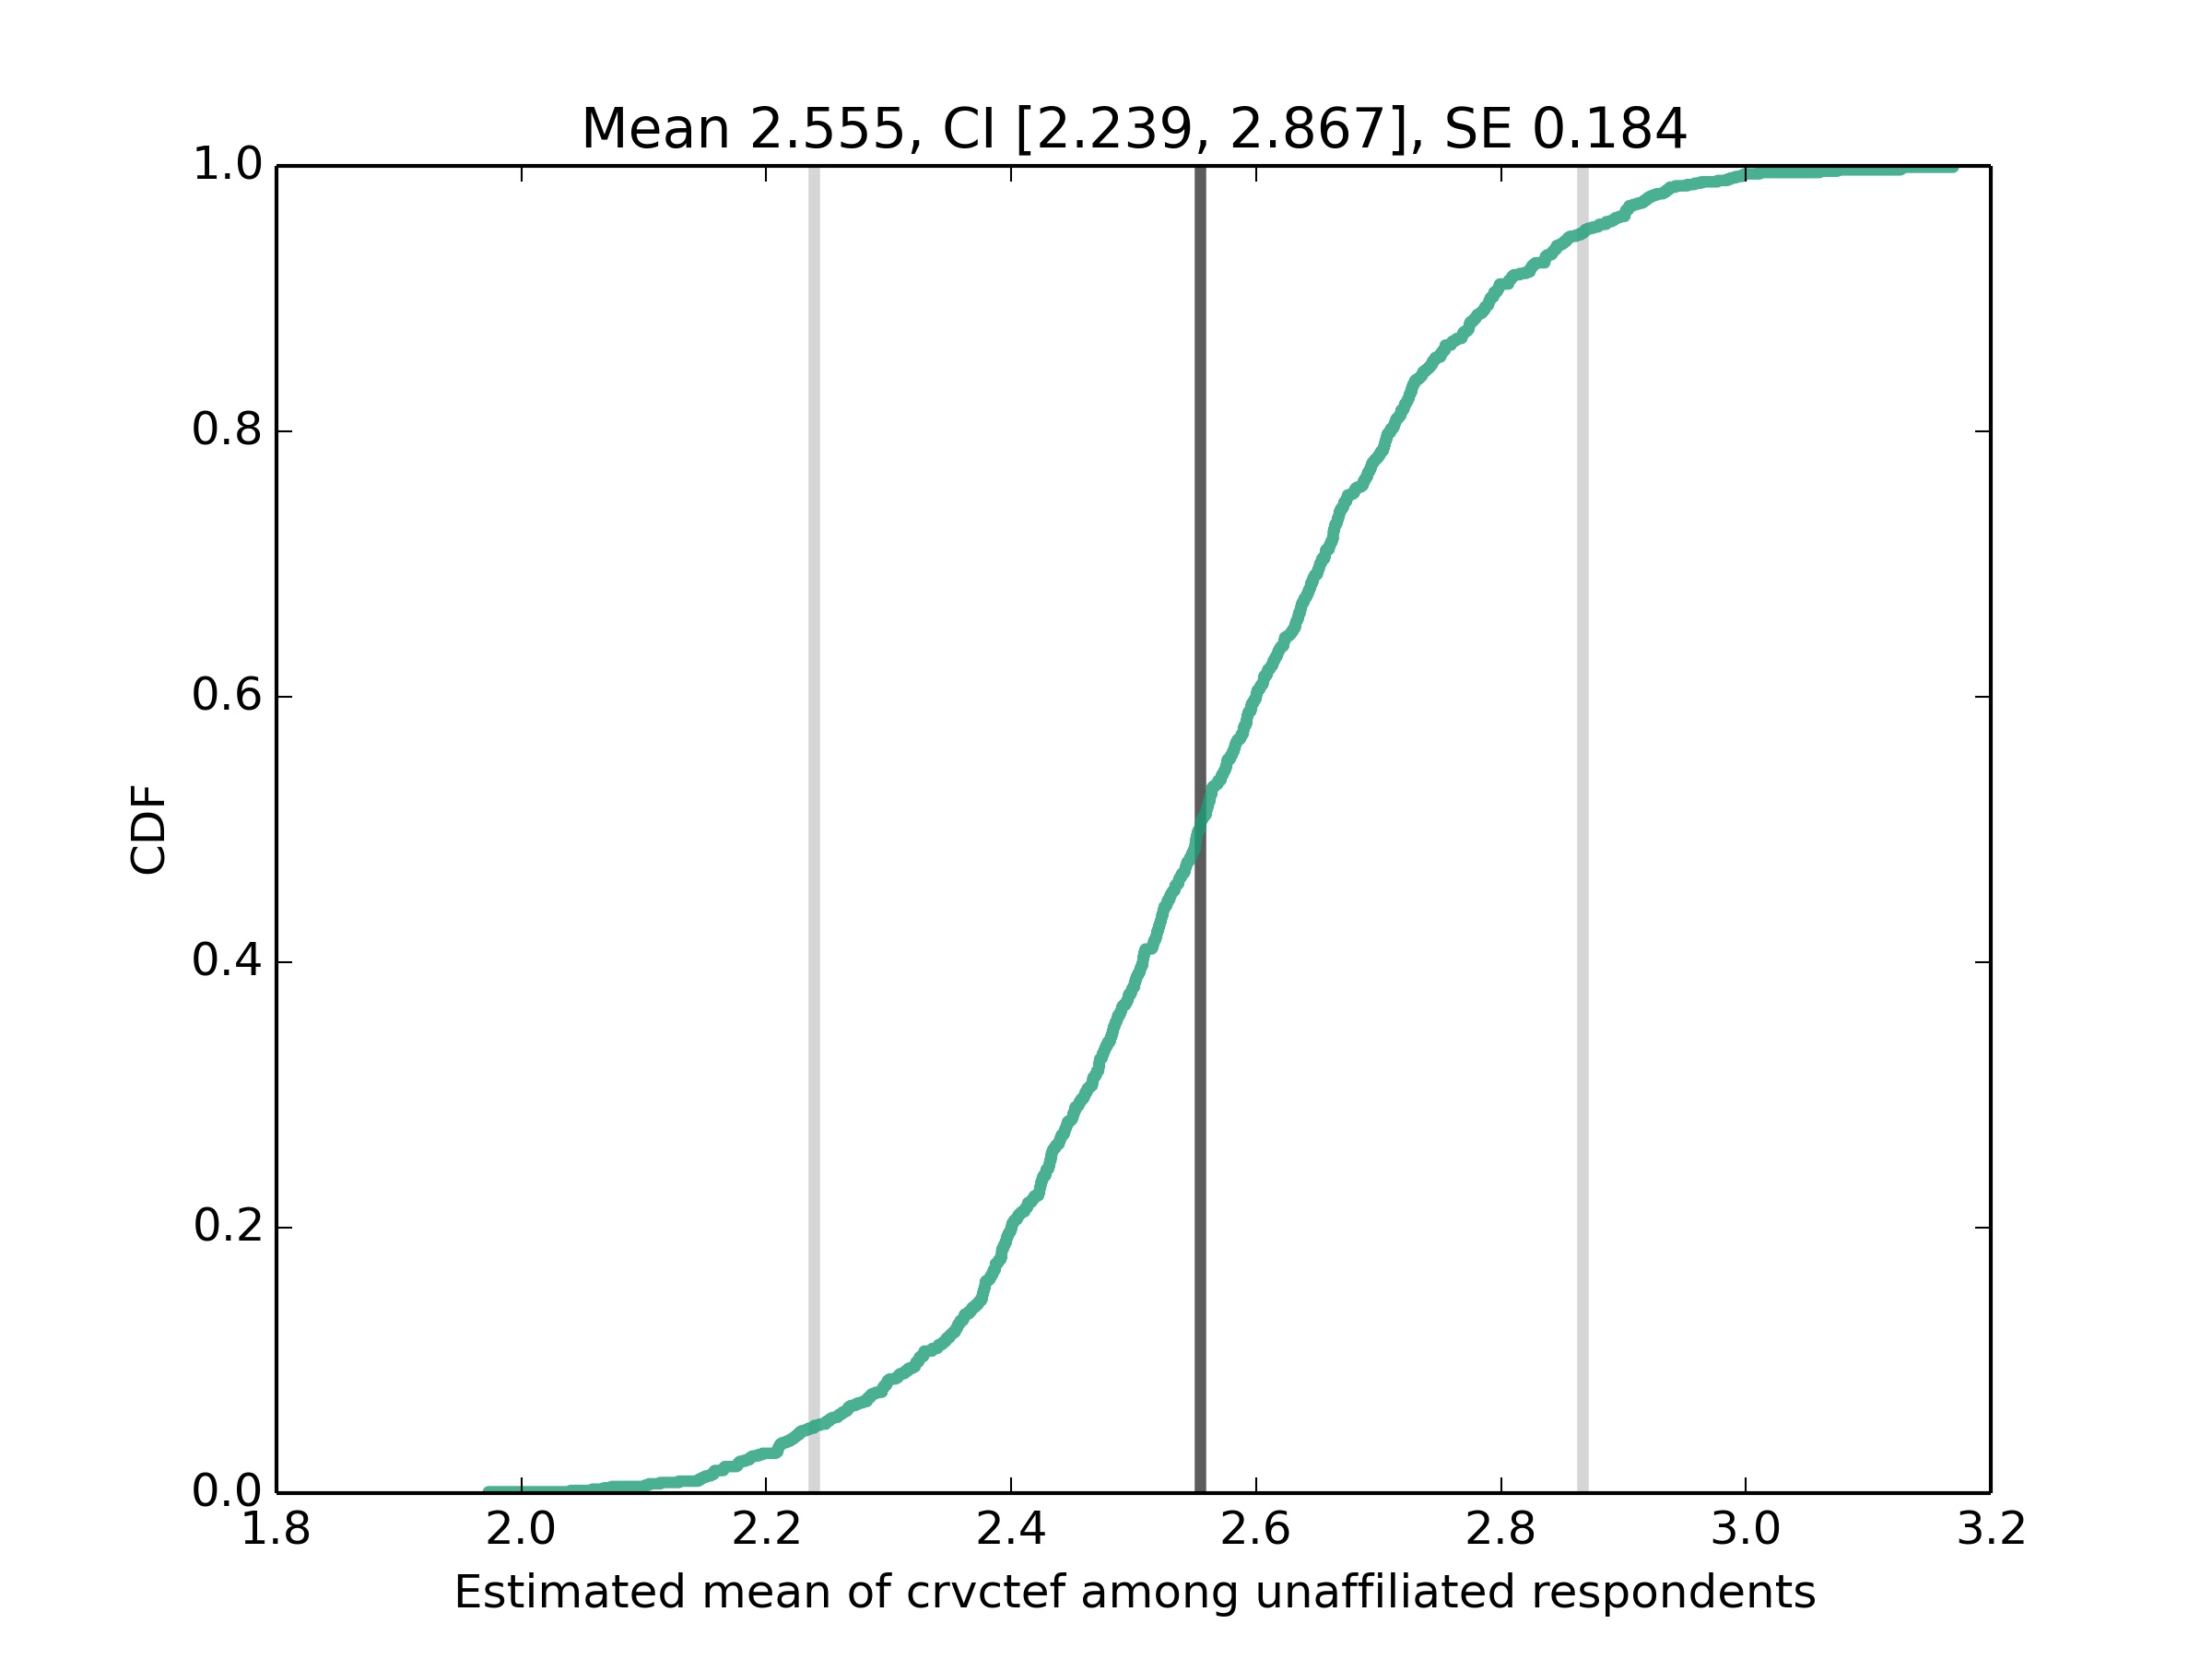 Mean 2.555, CI [2.239, 2.867], SE 0.184
1.0
0.8
0.6
0.4
0.2
0.0
CDF
1.8 2.0 2.2 2.4 2.6 2.8 3.0 3.2
Estimated mean of crvctef among unaffiliated respondents